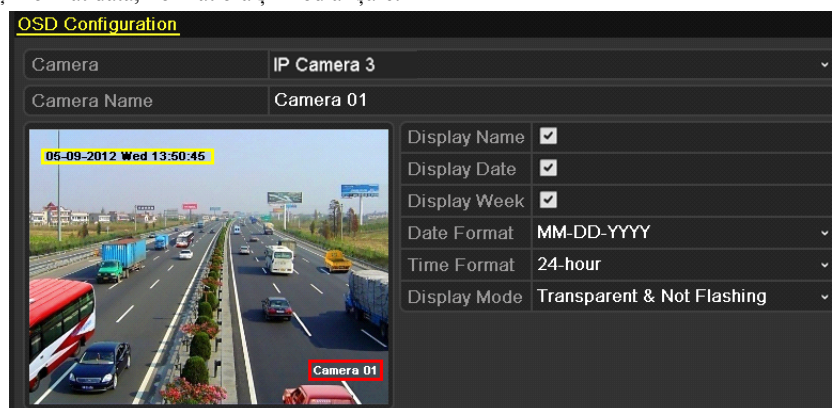 OSD Configuration
Camera IP Camera 3
Camera Name Camera 01
05-09-2012 Wed 13:50:45
Display Name
Display Date
Display Week
Date Format MM-DD-YYYY
Time Format 24-hour
Display Mode Transparent & Not Flashing
Camera 01